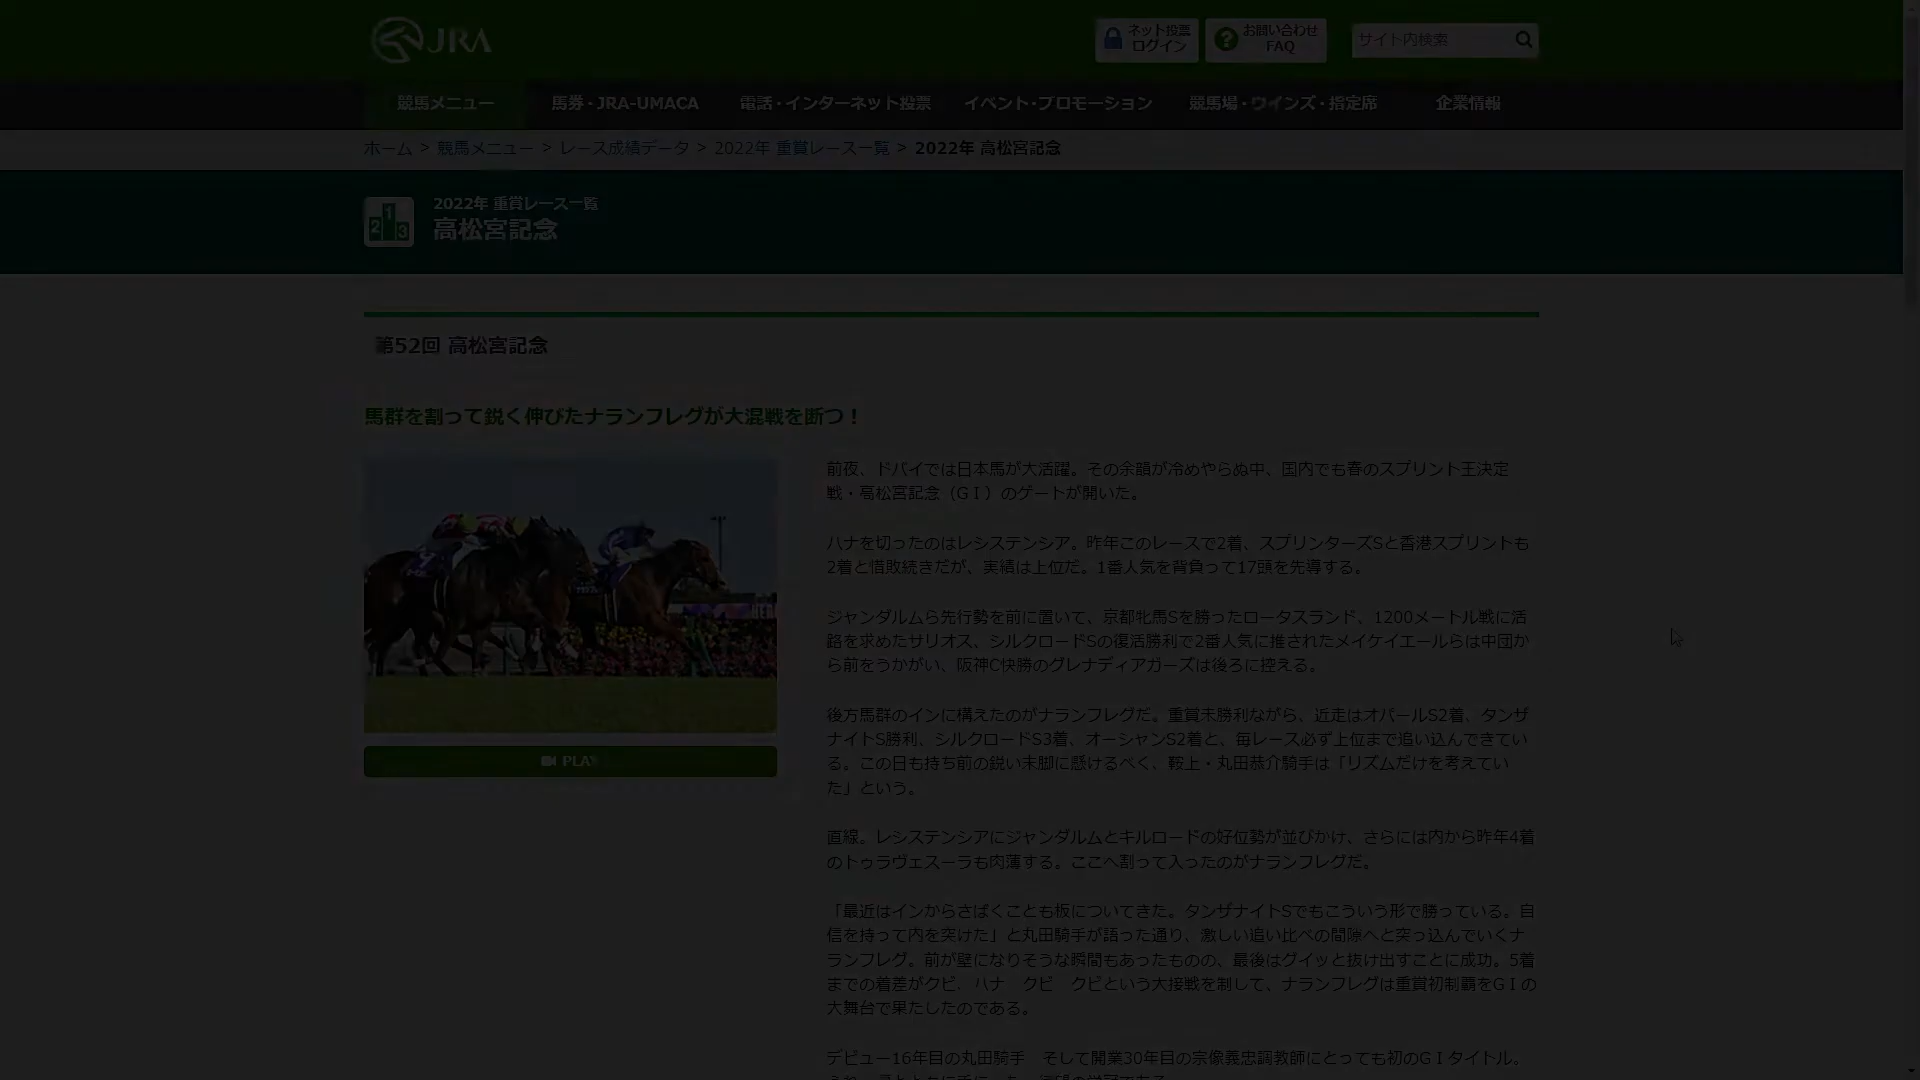 JRA
ネット投票
ログイン
お問い合わせ
FAQ
サイト内検索
競馬メニュー
馬券・JRA-UMACA
電話・インターネット投票
イベント・プロモーション
競馬場・ウインズ・指定席
企業情報
ホーム > 競馬メニュー > レース成績データ > 2022年 重賞レース一覧 > 2022年 高松宮記念
2022年 重賞レース一覧
高松宮記念
第52回 高松宮記念
馬群を割って鋭く伸びたナランフレグが大混戦を断つ！
PLAY
前夜、ドバイでは日本馬が大活躍。その余韻が冷めやらぬ中、国内でも春のスプリント王決定
戦・高松宮記念（GⅠ）のゲートが開いた。
ハナを切ったのはレシステンシア。昨年このレースで2着、スプリンターズSと香港スプリントも
2着と惜敗続きだが、実績は上位だ。1番人気を背負って17頭を先導する。
ジャンダルムら先行勢を前に置いて、京都牝馬Sを勝ったロータスランド、1200メートル戦に活
路を求めたサリオス、シルクロードSの復活勝利で2番人気に推されたメイケイエールらは中団か
ら前をうかがい、阪神C快勝のグレナディアガーズは後ろに控える。
後方馬群のインに構えたのがナランフレグだ。重賞未勝利ながら、近走はオパールS2着、タンザ
ナイトS勝利、シルクロードS3着、オーシャンS2着と、毎レース必ず上位まで追い込んできてい
る。この日も持ち前の鋭い末脚に懸けるべく、鞍上・丸田恭介騎手は「リズムだけを考えてい
た」という。
直線。レシステンシアにジャンダルムとキルロードの好位勢が並びかけ、さらには内から昨年4着
のトゥラヴェスーラも肉薄する。ここへ割って入ったのがナランフレグだ。
「最近はインからさばくことも板についてきた。タンザナイトSでもこういう形で勝っている。自
信を持って内を突けた」と丸田騎手が語った通り、激しい追い比べの間隙へと突っ込んでいくナ
ランフレグ。前が壁になりそうな瞬間もあったものの、最後はグイッと抜け出すことに成功。5着
までの着差がクビ、ハナ、クビ、クビという大接戦を制して、ナランフレグは重賞初制覇をGⅠの
大舞台で果たしたのである。
デビュー16年目の丸田騎手、そして開業30年目の宗像義忠調教師にとっても初のGⅠタイトル。